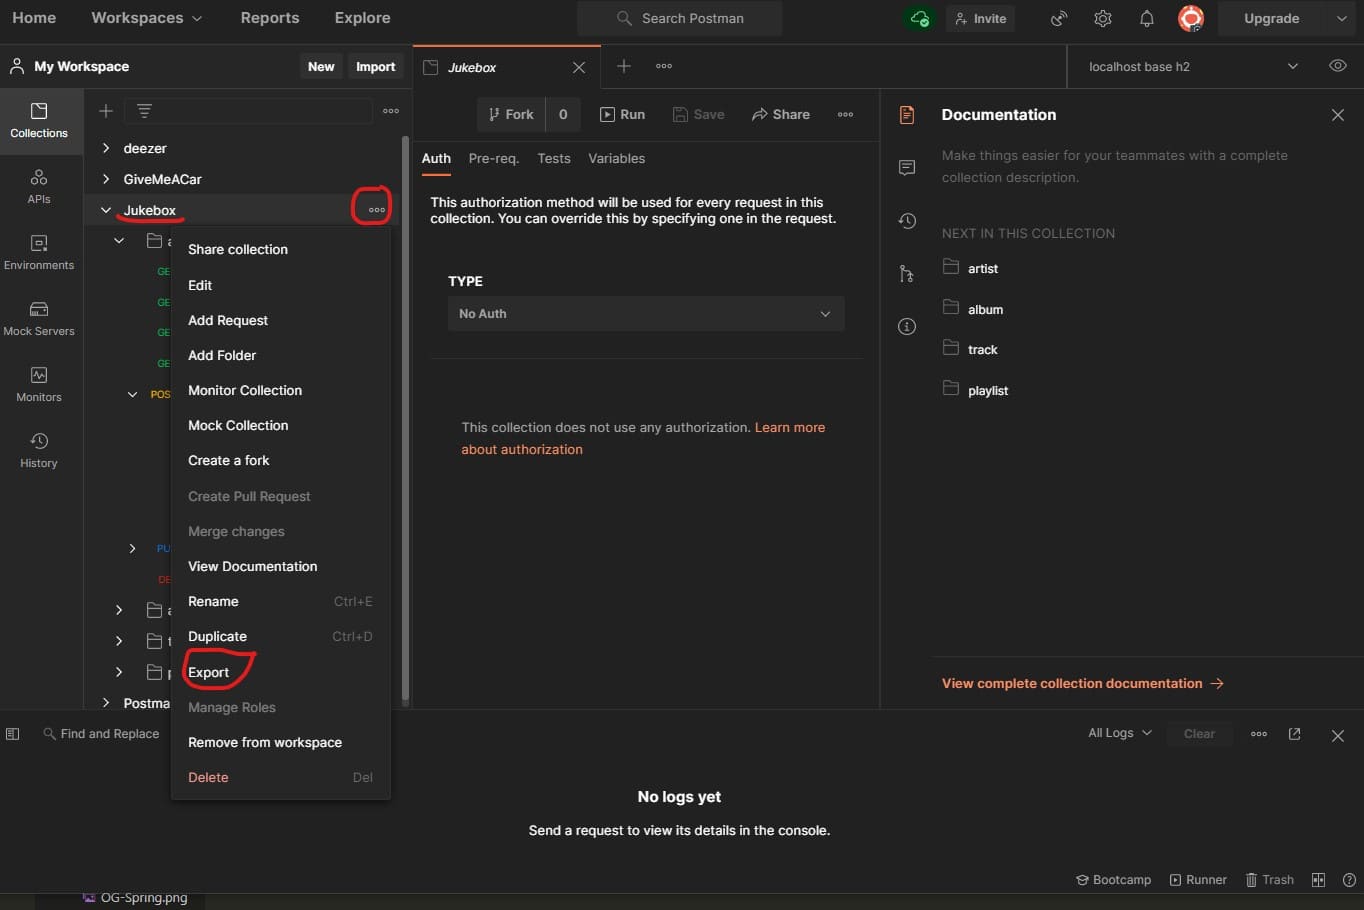 Home Workspaces Reports Explore Search Postman Invite Upgrade
My Workspace New Import Jukebox localhost base h2
Collections
APIs
Environments
Mock Servers
Monitors
History
deezer
GiveMeACar
Jukebox
GE
GE
GE
GE
POS
PU
DE
Postma
Share collection
Edit
Add Request
Add Folder
Monitor Collection
Mock Collection
Create a fork
Create Pull Request
Merge changes
View Documentation
Rename Ctrl+E
Duplicate Ctrl+D
Export
Manage Roles
Remove from workspace
Delete Del
Fork 0 Run Save Share
Auth Pre-req. Tests Variables
This authorization method will be used for every request in this
collection. You can override this by specifying one in the request.
TYPE
No Auth
This collection does not use any authorization. Learn more
about authorization
Documentation
Make things easier for your teammates with a complete
collection description.
NEXT IN THIS COLLECTION
artist
album
track
playlist
View complete collection documentation
Find and Replace All Logs Clear
No logs yet
Send a request to view its details in the console.
Bootcamp Runner Trash
OG-Spring.png